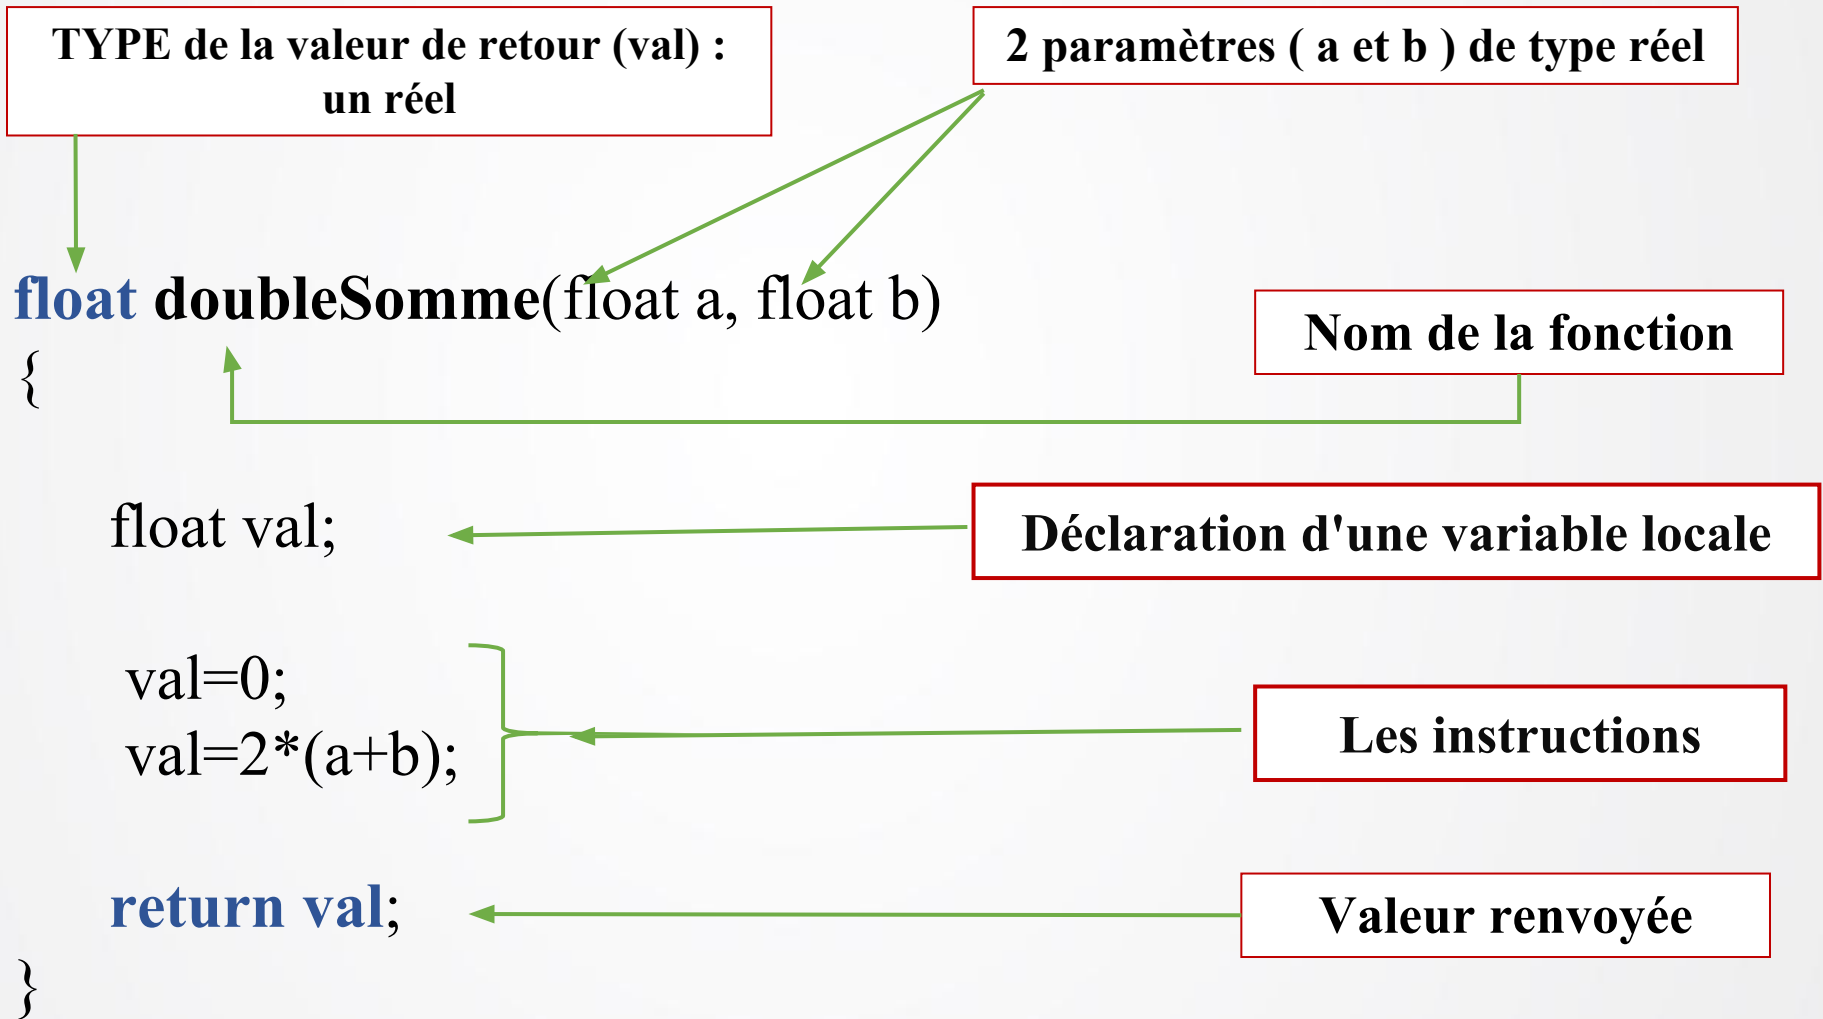 TYPE de la valeur de retour (val) :
un réel
2 paramètres ( a et b ) de type réel
float doubleSomme(float a, float b)
{
Nom de la fonction
float val;
Déclaration d'une variable locale
val=0;
val=2*(a+b);
Les instructions
return val;
Valeur renvoyée
}